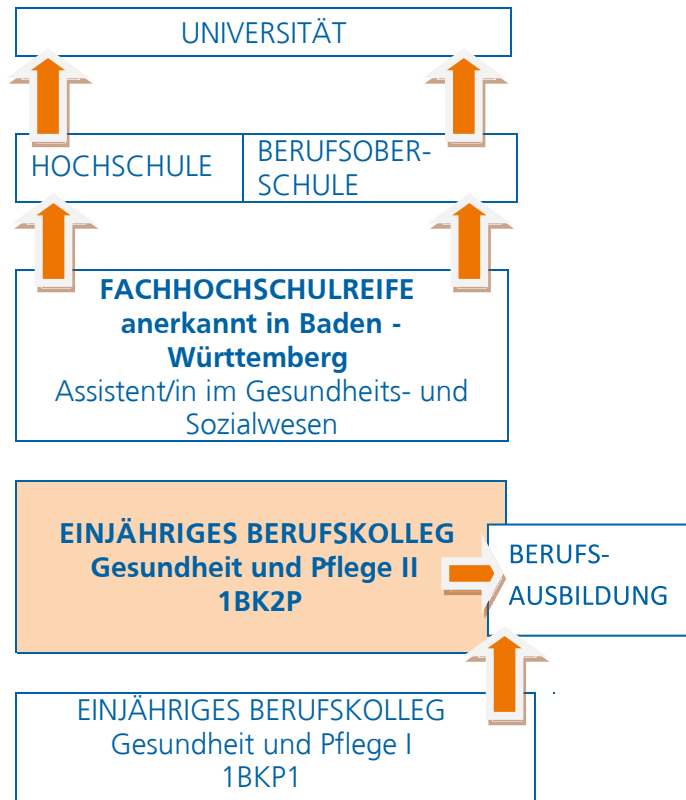 UNIVERSITÄT
HOCHSCHULE
BERUFSOBER-
SCHULE
FACHHOCHSCHULREIFE
anerkannt in Baden -
Württemberg
Assistent/in im Gesundheits- und
Sozialwesen
EINJÄHRIGES BERUFSKOLLEG
Gesundheit und Pflege II
1BK2P
BERUFS-
AUSBILDUNG
EINJÄHRIGES BERUFSKOLLEG
Gesundheit und Pflege I
1BKP1